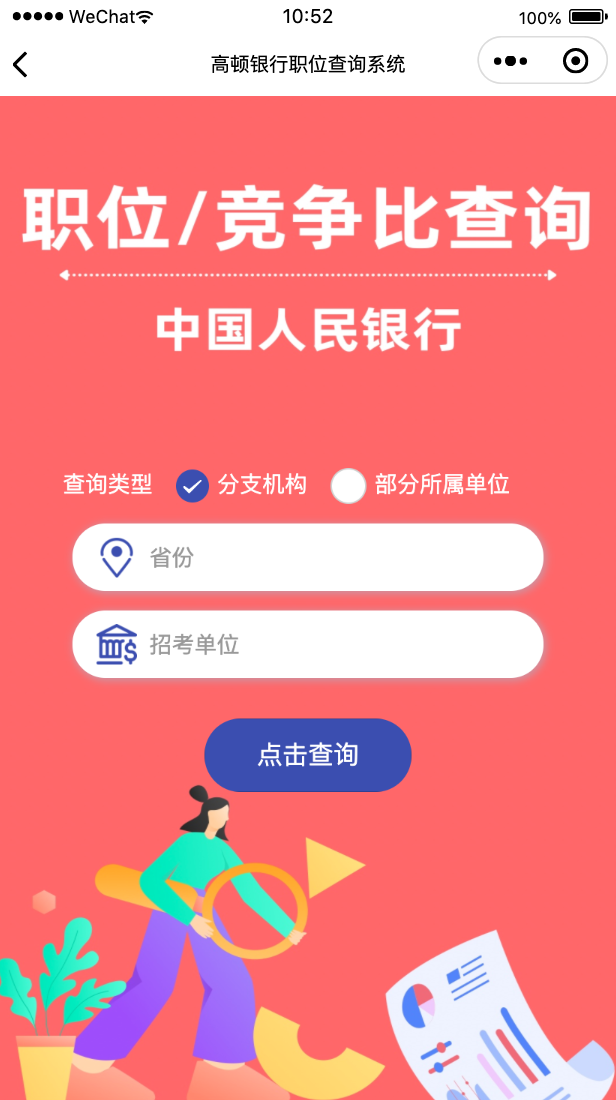 WeChat 10:52 100%
高顿银行职位查询系统
职位/竞争比查询
中国人民银行
查询类型 分支机构 部分所属单位
省份
招考单位
点击查询